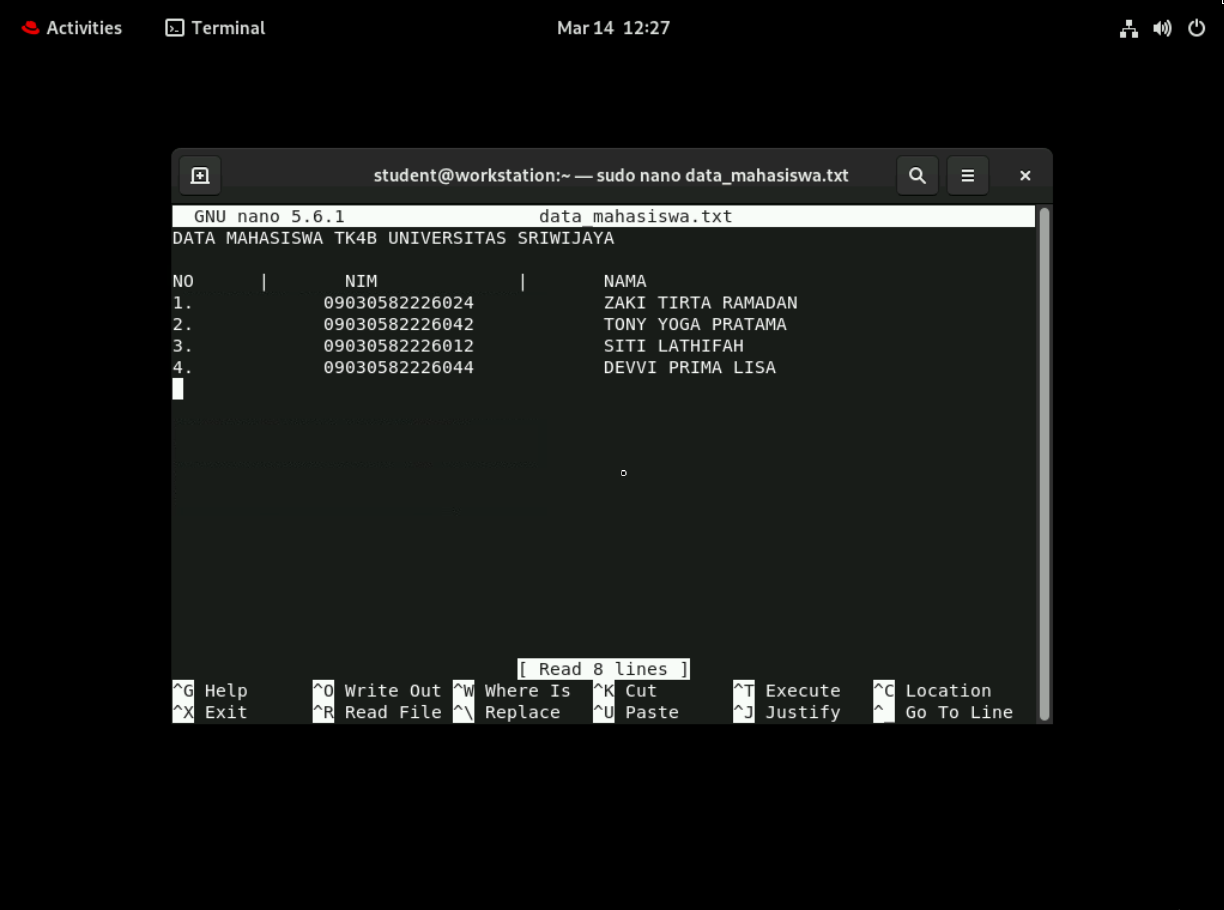 Activities Terminal Mar 14 12:27
student@workstation:~ — sudo nano data_mahasiswa.txt
GNU nano 5.6.1 data_mahasiswa.txt
DATA MAHASISWA TK4B UNIVERSITAS SRIWIJAYA
NO | NIM | NAMA
1. 09030582226024 ZAKI TIRTA RAMADAN
2. 09030582226042 TONY YOGA PRATAMA
3. 09030582226012 SITI LATHIFAH
4. 09030582226044 DEVVI PRIMA LISA
[ Read 8 lines ]
^G Help ^O Write Out ^W Where Is ^K Cut ^T Execute ^C Location
^X Exit ^R Read File ^\ Replace ^U Paste ^J Justify ^_ Go To Line